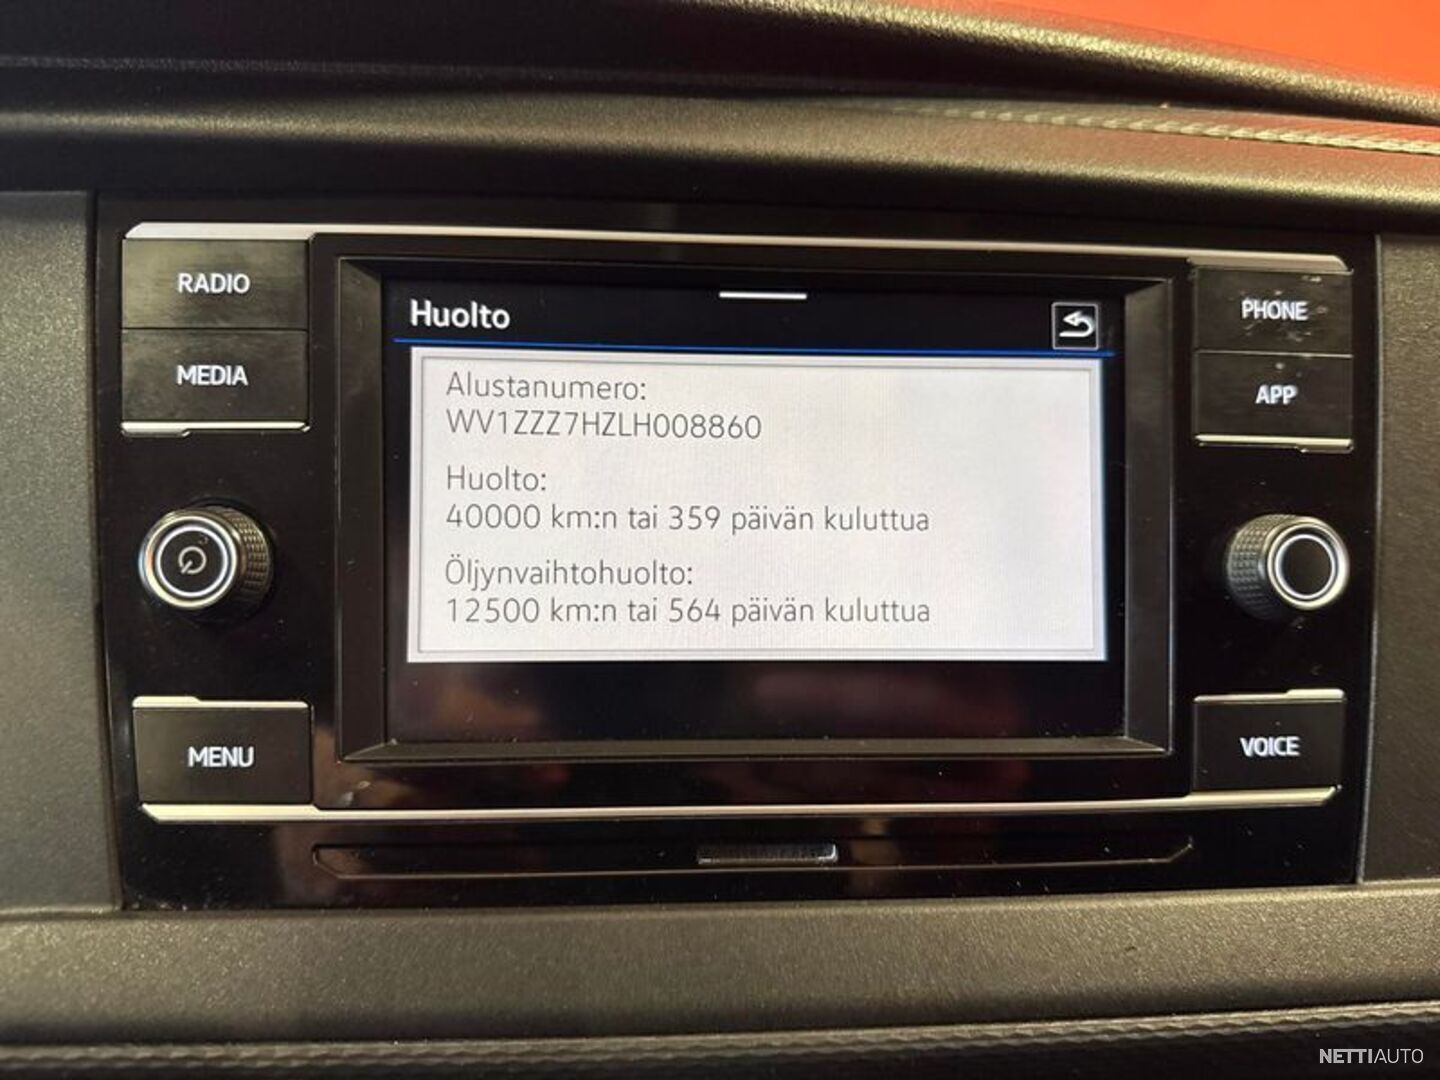 RADIO
MEDIA
MENU
Huolto
Alustanumero:
WV1ZZZ7HZLH008860
Huolto:
40000 km:n tai 359 päivän kuluttua
Öljynvaihtohuolto:
12500 km:n tai 564 päivän kuluttua
PHONE
APP
VOICE
NETTIAUTO